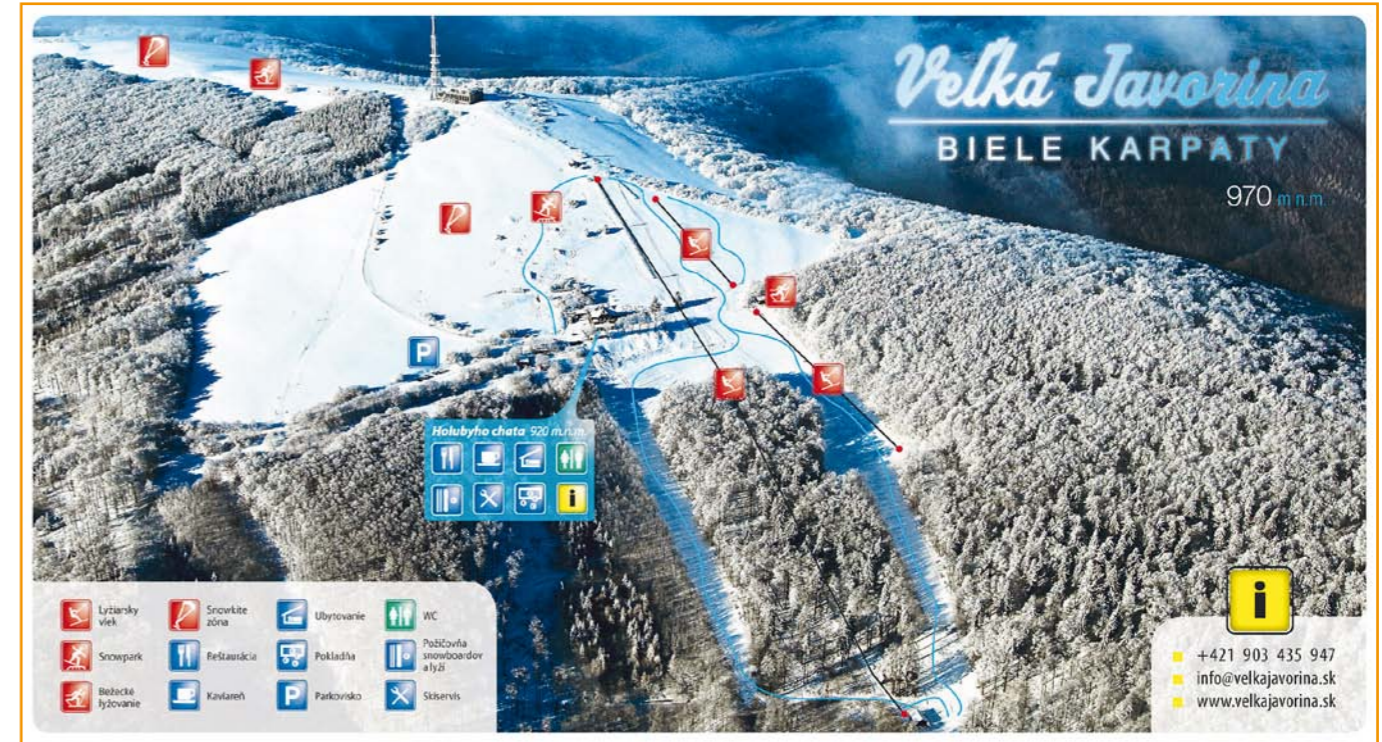 Veľká Javorina
BIELE KARPATY
970 m n.m.
P
Holubyho chata 920 m.n.m.
i
Lyžiarsky
vlek
Snowpark
Bežecké
lyžovanie
Snowkite
zóna
Reštaurácia
Kaviareň
Ubytovanie
Pokladňa
P
Parkovisko
WC
Požičovňa
snowboardov
a lyží
Skiservis
i
+421 903 435 947
info@velkajavorina.sk
www.velkajavorina.sk